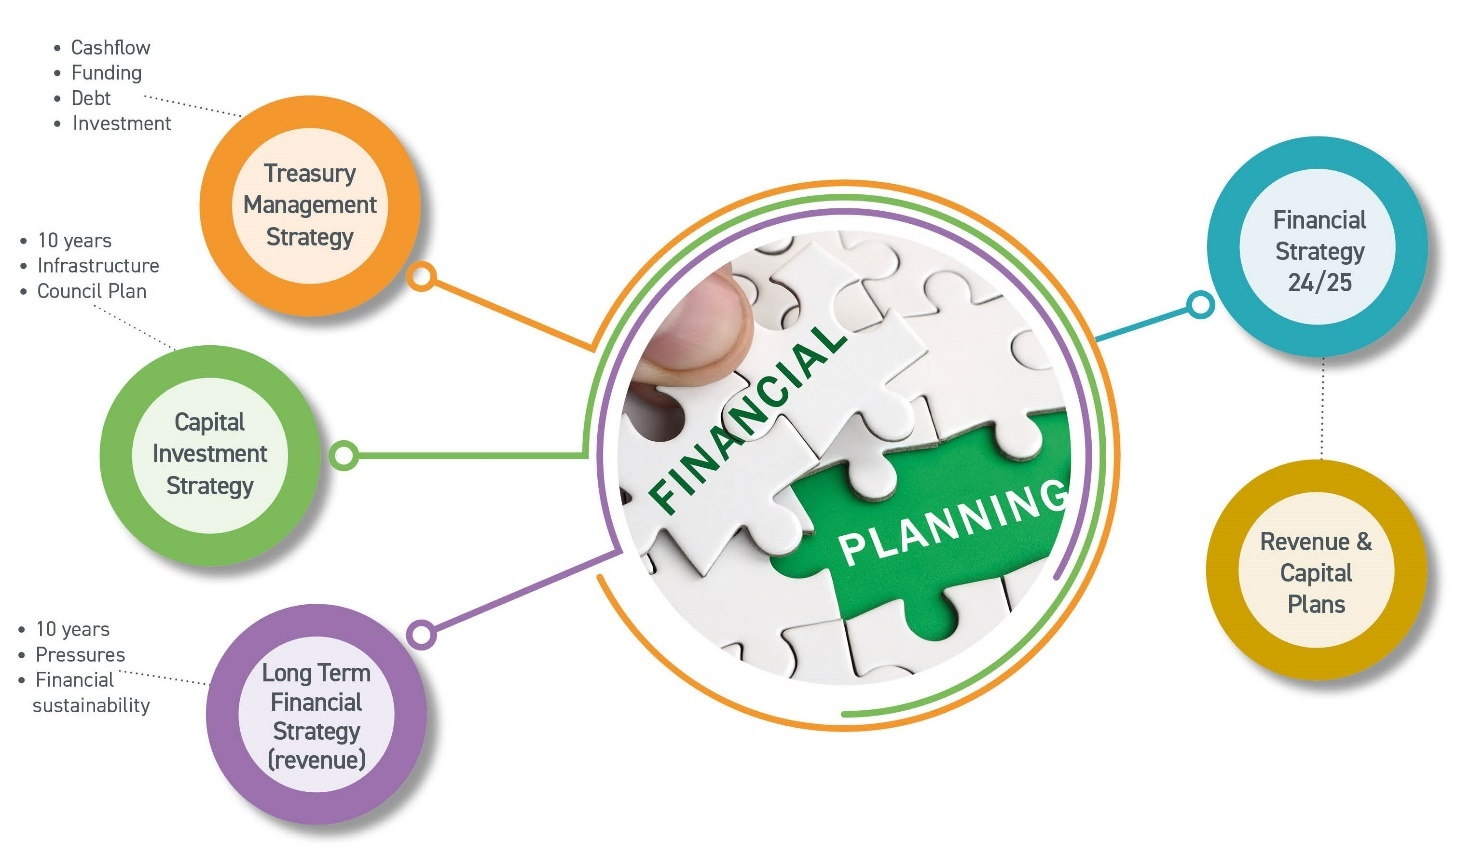 • Cashflow
• Funding
• Debt
• Investment
Treasury
Management
Strategy
• 10 years
• Infrastructure
• Council Plan
Capital
Investment
Strategy
• 10 years
• Pressures
• Financial
sustainability
Long Term
Financial
Strategy
(revenue)
FINANCIAL
PLANNING
Financial
Strategy
24/25
Revenue &
Capital
Plans